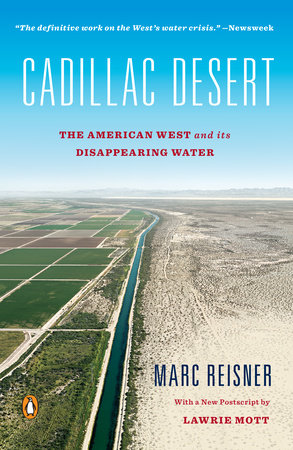 "The definitive work on the West's water crisis." —Newsweek
CADILLAC DESERT
THE AMERICAN WEST and its
DISAPPEARING WATER
MARC REISNER
With a New Postscript by
LAWRIE MOTT